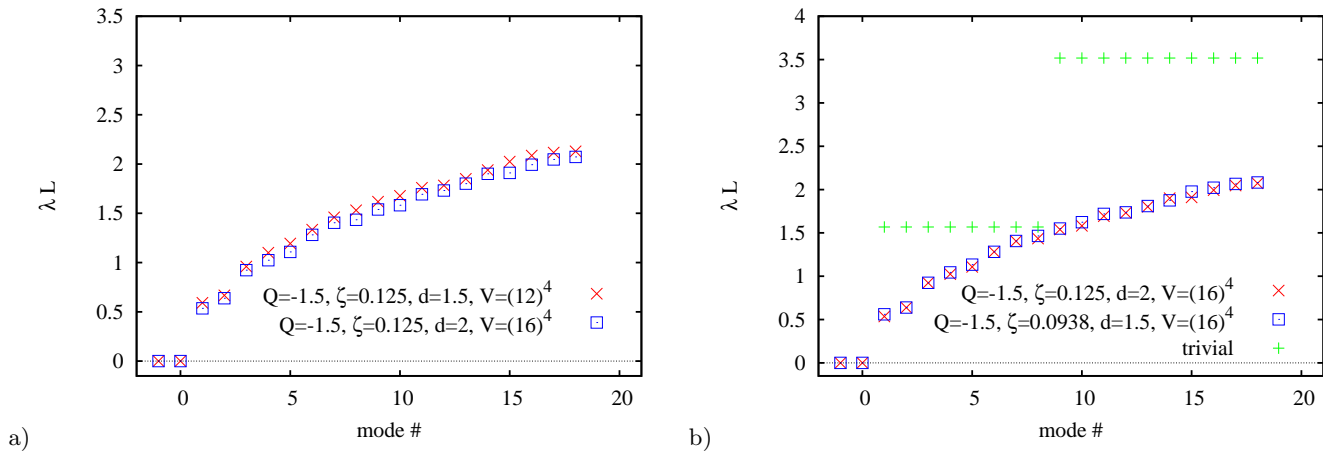 3.5
3
2.5
2
1.5
1
0.5
0
λ L
Q=-1.5, ζ=0.125, d=1.5, V=(12)^4
Q=-1.5, ζ=0.125, d=2, V=(16)^4
0 5 10 15 20
mode #
a)
4
3.5
3
2.5
2
1.5
1
0.5
0
λ L
Q=-1.5, ζ=0.125, d=2, V=(16)^4
Q=-1.5, ζ=0.0938, d=1.5, V=(16)^4
trivial
0 5 10 15 20
mode #
b)